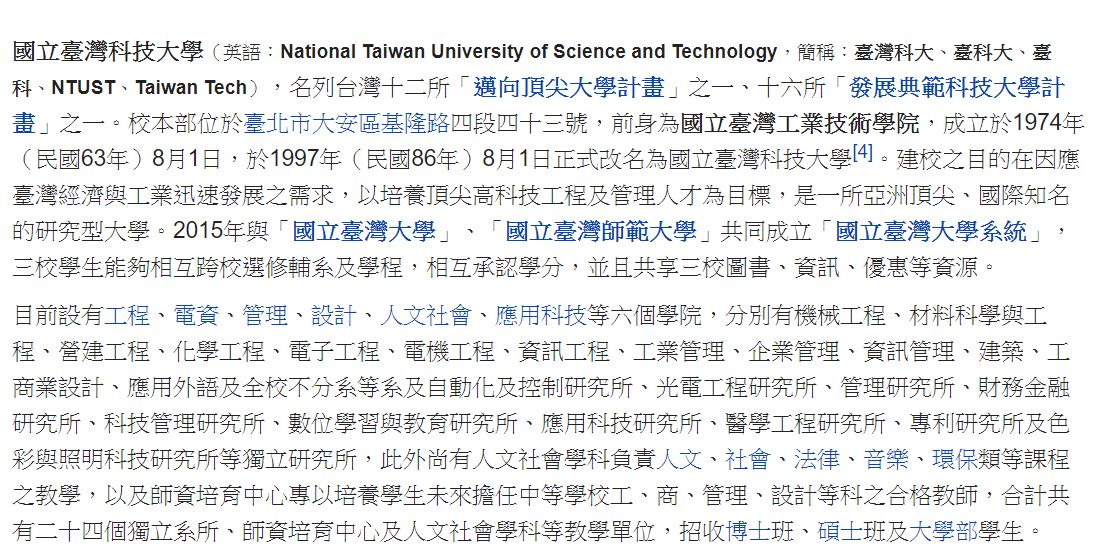 國立臺灣科技大學（英語：National Taiwan University of Science and Technology，簡稱：臺灣科大、臺科大、臺
科、NTUST、Taiwan Tech），名列台灣十二所「邁向頂尖大學計畫」之一、十六所「發展典範科技大學計
畫」之一。校本部位於臺北市大安區基隆路四段四十三號，前身為國立臺灣工業技術學院，成立於1974年
（民國63年）8月1日，於1997年（民國86年）8月1日正式改名為國立臺灣科技大學[4]。建校之目的在因應
臺灣經濟與工業迅速發展之需求，以培養頂尖高科技工程及管理人才為目標，是一所亞洲頂尖、國際知名
的研究型大學。2015年與「國立臺灣大學」、「國立臺灣師範大學」共同成立「國立臺灣大學系統」，
三校學生能夠相互跨校選修輔系及學程，相互承認學分，並且共享三校圖書、資訊、優惠等資源。
目前設有工程、電資、管理、設計、人文社會、應用科技等六個學院，分別有機械工程、材料科學與工
程、營建工程、化學工程、電子工程、電機工程、資訊工程、工業管理、企業管理、資訊管理、建築、工
商業設計、應用外語及全校不分系等系及自動化及控制研究所、光電工程研究所、管理研究所、財務金融
研究所、科技管理研究所、數位學習與教育研究所、應用科技研究所、醫學工程研究所、專利研究所及色
彩與照明科技研究所等獨立研究所，此外尚有人文社會學科負責人文、社會、法律、音樂、環保類等課程
之教學，以及師資培育中心專以培養學生未來擔任中等學校工、商、管理、設計等科之合格教師，合計共
有二十四個獨立系所、師資培育中心及人文社會學科等教學單位，招收博士班、碩士班及大學部學生。